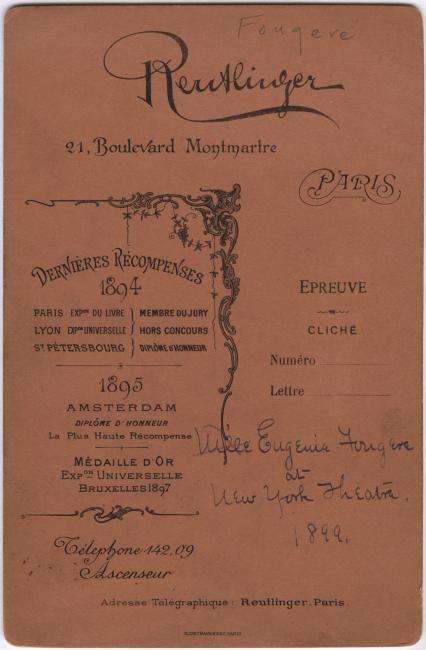 Fougere
Reutlinger
21, Boulevard Montmartre
PARIS
DERNIÈRES RÉCOMPENSES
1894
PARIS EXPon DU LIVRE } MEMBRE DU JURY
LYON EXPon UNIVERSELLE } HORS CONCOURS
St PÉTERSBOURG } DIPLÔME d'HONNEUR
1895
AMSTERDAM
DIPLÔME D'HONNEUR
La Plus Haute Récompense
MÉDAILLE D'OR
EXPon UNIVERSELLE
BRUXELLES 1897
EPREUVE
CLICHÉ
Numéro
Lettre
Mlle Eugenie Fougere
at
New York Theatre.
1899.
Télephone 142,09
Ascenseur
Adresse Télégraphique: Reutlinger. Paris.